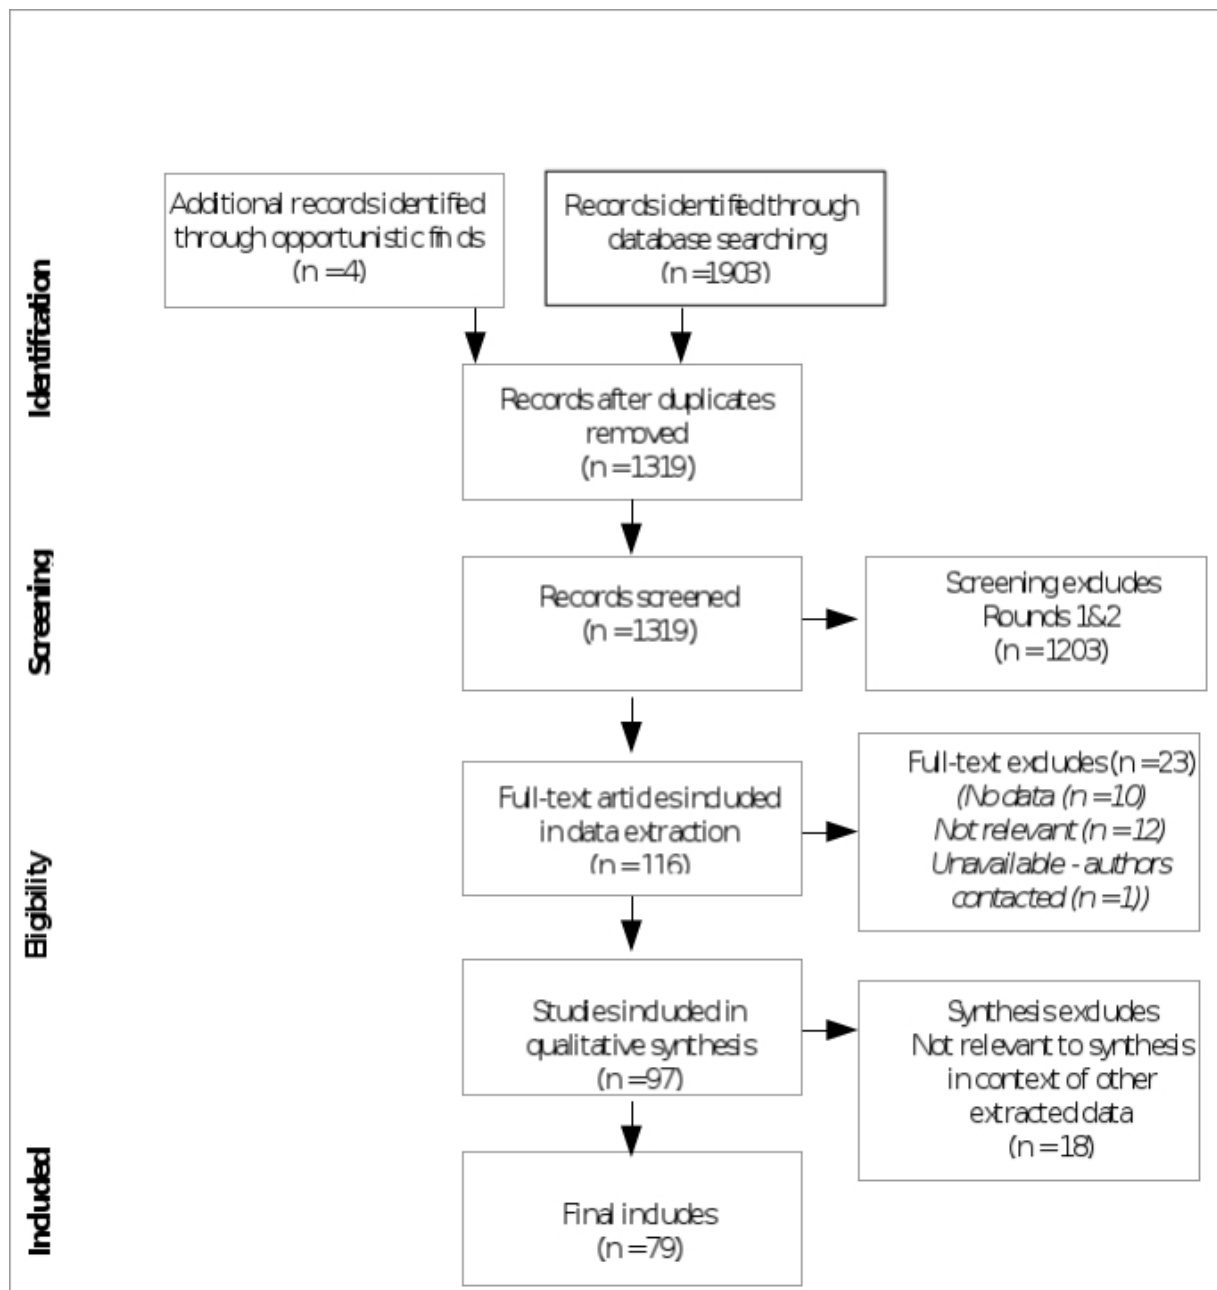 Additional records identified
through opportunistic finds
(n=4)
Records identified through
database searching
(n=1903)
Identification
Records after duplicates
removed
(n=1319)
Screening
Records screened
(n=1319)
Screening excludes
Rounds 1&2
(n=1203)
Eligibility
Full-text articles included
in data extraction
(n=116)
Full-text excludes (n=23)
(No data (n=10)
Not relevant (n=12)
Unavailable - authors
contacted (n=1))
Studies included in
qualitative synthesis
(n=97)
Synthesis excludes
Not relevant to synthesis
in context of other
extracted data
(n=18)
Included
Final includes
(n=79)